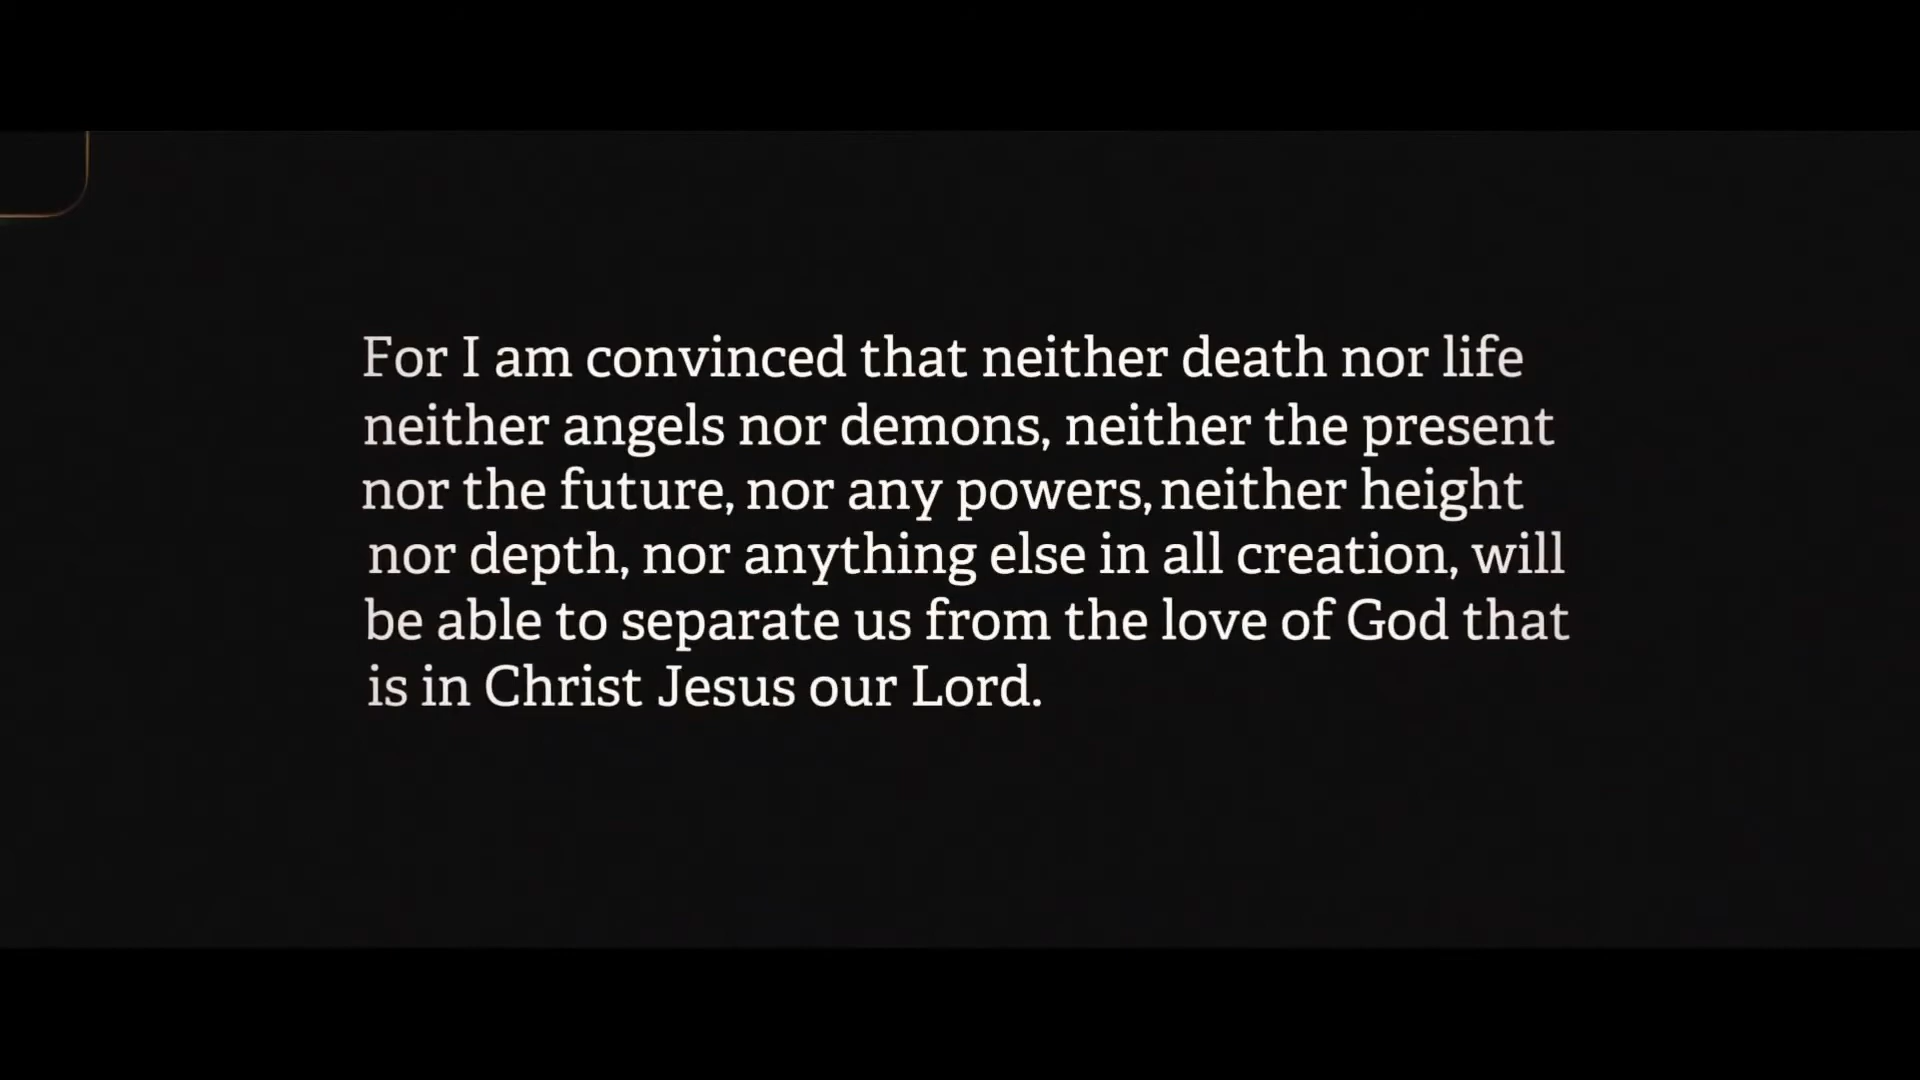 For I am convinced that neither death nor life
neither angels nor demons, neither the present
nor the future, nor any powers, neither height
nor depth, nor anything else in all creation, will
be able to separate us from the love of God that
is in Christ Jesus our Lord.